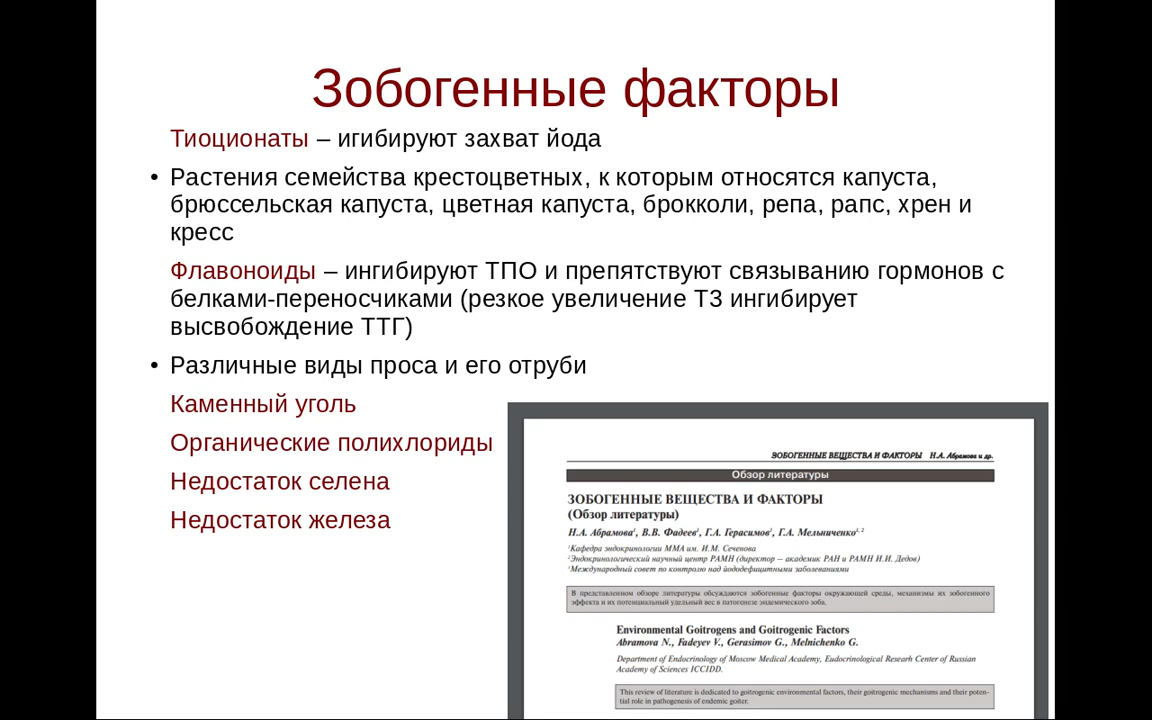 Зобогенные факторы
Тиоционаты – игибируют захват йода
• Растения семейства крестоцветных, к которым относятся капуста,
брюссельская капуста, цветная капуста, брокколи, репа, рапс, хрен и
кресс
Флавоноиды – ингибируют ТПО и препятствуют связыванию гормонов с
белками-переносчиками (резкое увеличение Т3 ингибирует
высвобождение ТТГ)
• Различные виды проса и его отруби
Каменный уголь
Органические полихлориды
Недостаток селена
Недостаток железа
ЗОБОГЕННЫЕ ВЕЩЕСТВА И ФАКТОРЫ Н.А. Абрамова и др.
Обзор литературы
ЗОБОГЕННЫЕ ВЕЩЕСТВА И ФАКТОРЫ
(Обзор литературы)
Н.А. Абрамова¹, В.В. Фадеев¹, Г.А. Герасимов³, Г.А. Мельниченко¹,²
¹Кафедра эндокринологии ММА им. И.М. Сеченова
²Эндокринологический научный центр РАМН (директор – академик РАН и РАМН И.И. Дедов)
³Международный совет по контролю над йододефицитными заболеваниями
В представленном обзоре литературы обсуждаются зобогенные факторы окружающей среды, механизмы их зобогенного
эффекта и их потенциальный удельный вес в патогенезе эндемического зоба.
Environmental Goitrogens and Goitrogenic Factors
Abramova N., Fadeyev V., Gerasimov G., Melnichenko G.
Department of Endocrinology of Moscow Medical Academy, Eudocrinological Researh Center of Russian
Academy of Sciences ICCIDD.
This review of literature is dedicated to goitrogenic environmental factors, their goitrogenic mechanisms and their poten-
tial role in pathogenesis of endemic goiter.